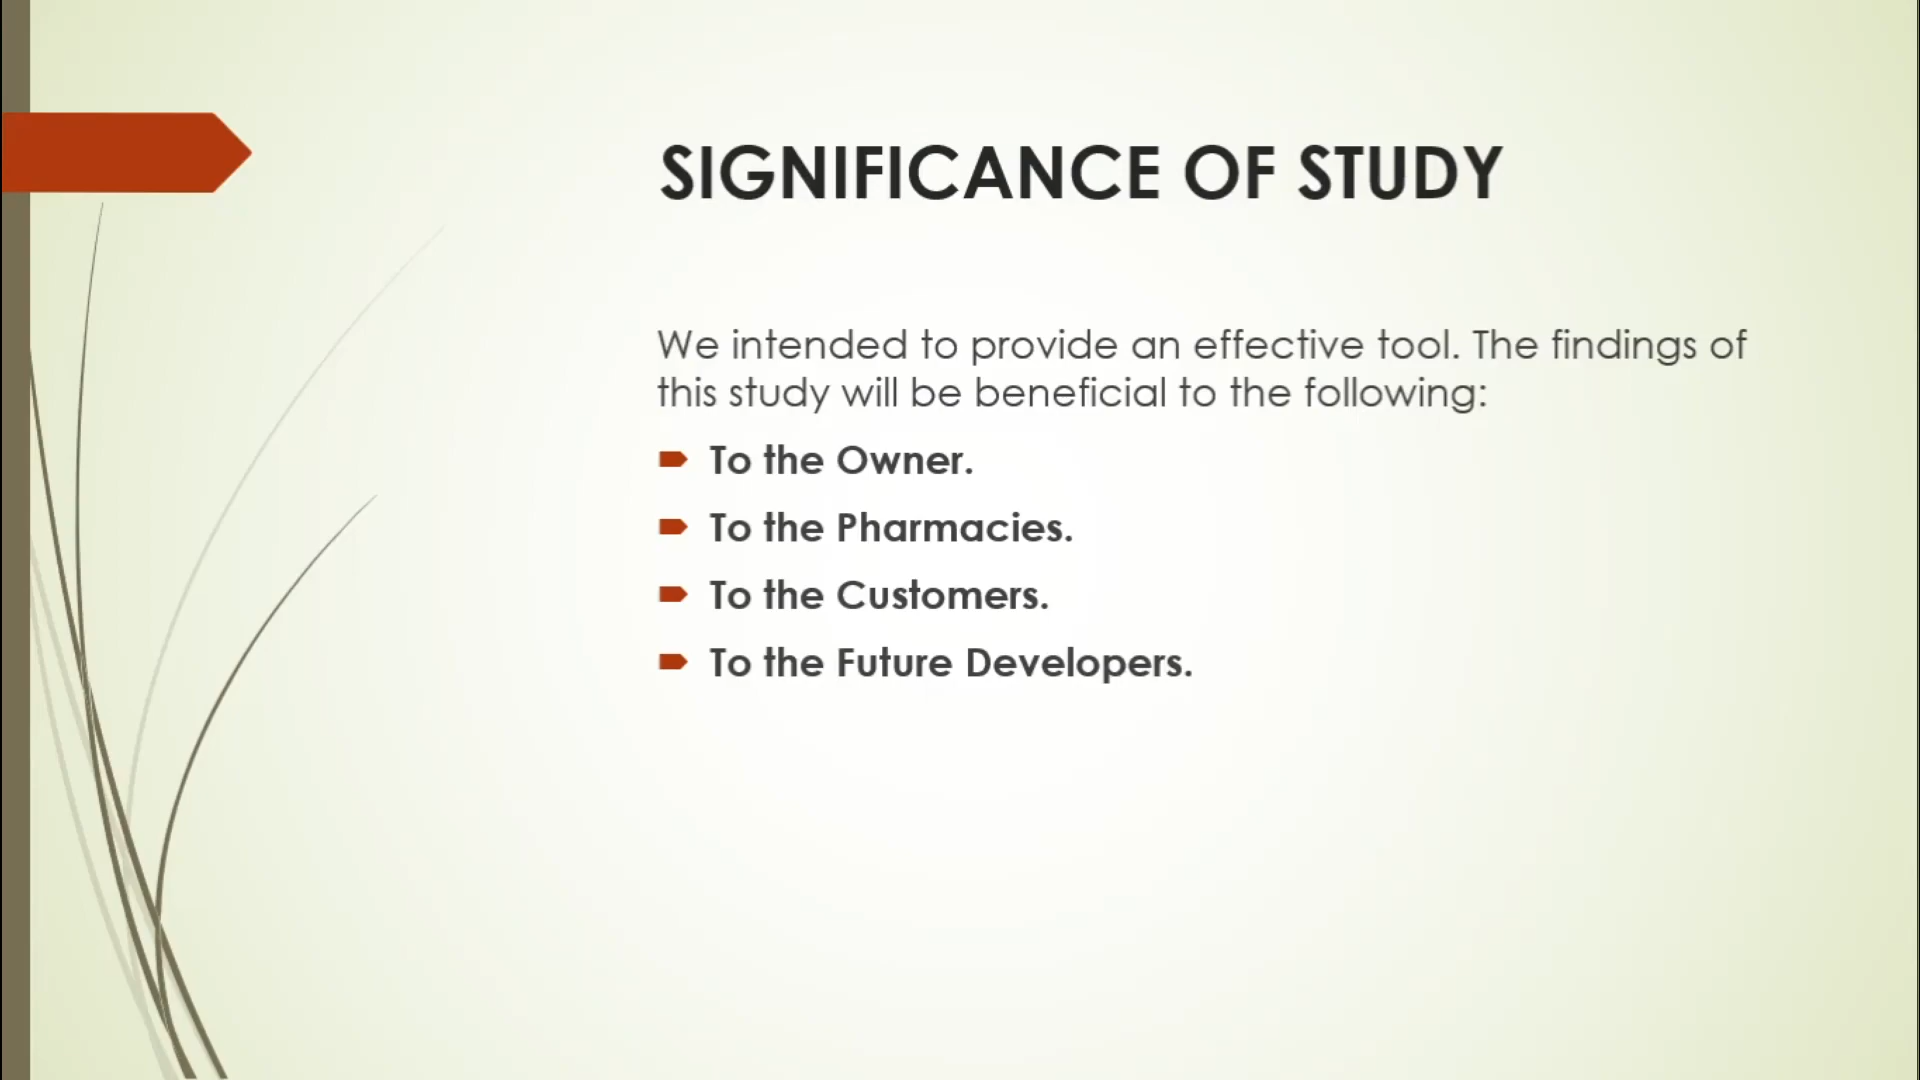 SIGNIFICANCE OF STUDY
We intended to provide an effective tool. The findings of
this study will be beneficial to the following:
To the Owner.
To the Pharmacies.
To the Customers.
To the Future Developers.